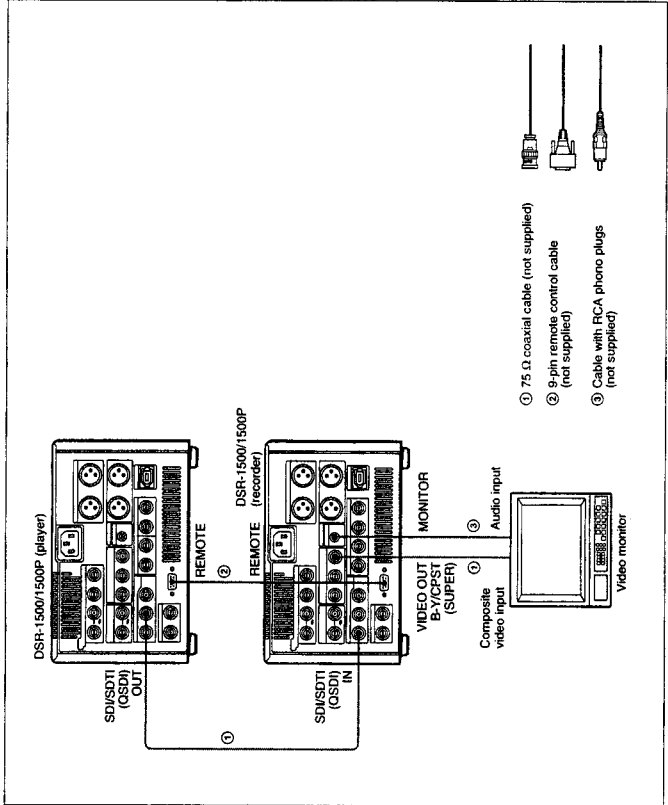 DSR-1500/1500P (player)
SDI/SDTI
(QSDI)
OUT
REMOTE
①
②
DSR-1500/1500P
(recorder)
REMOTE
SDI/SDTI
(QSDI)
IN
VIDEO OUT
B-Y/CPST
(SUPER)
MONITOR
Composite
video input
①
③
Audio input
Video monitor
① 75 Ω coaxial cable (not supplied)
② 9-pin remote control cable
(not supplied)
③ Cable with RCA phono plugs
(not supplied)